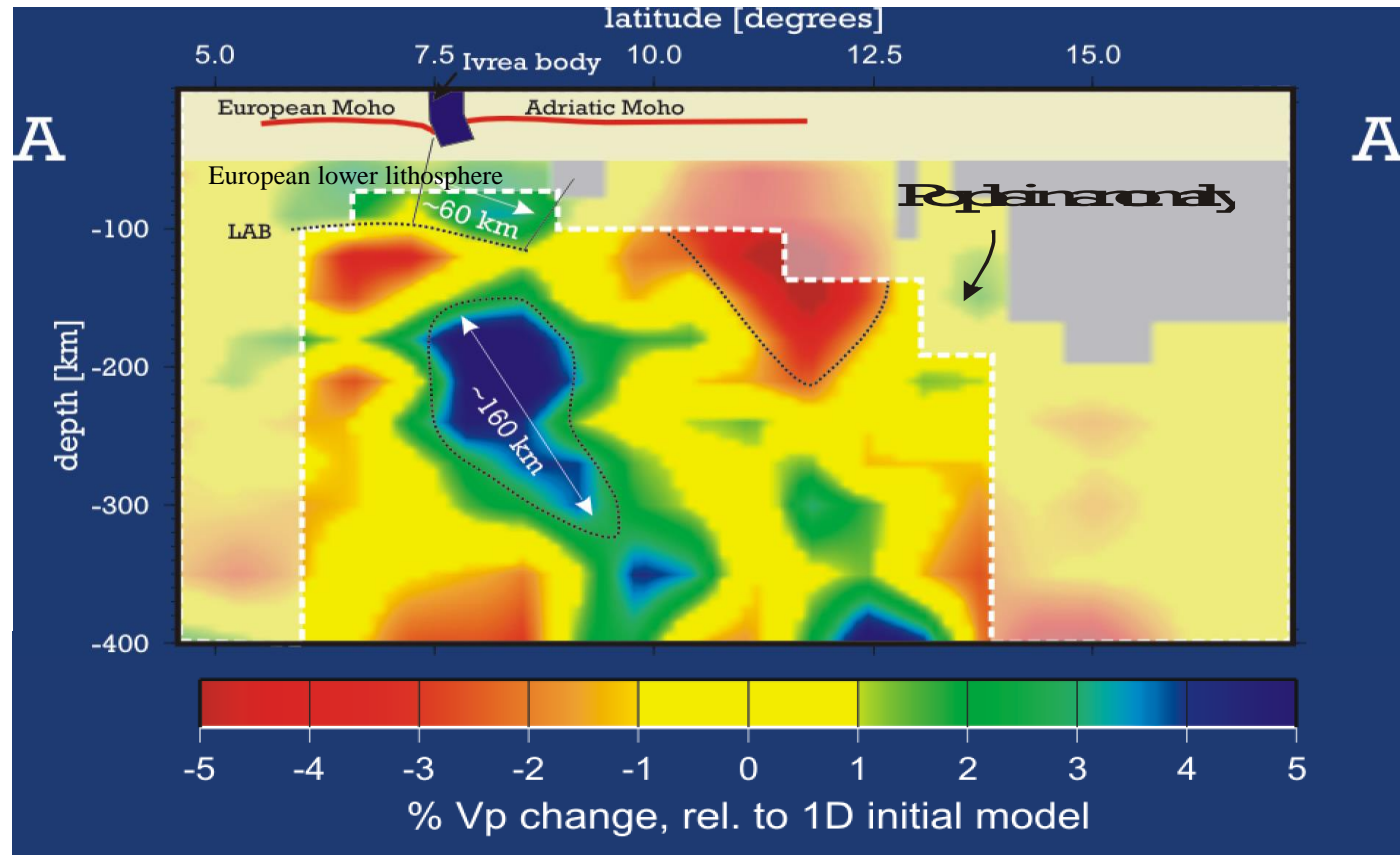 latitude [degrees]
5.0 7.5 10.0 12.5 15.0
Ivrea body
European Moho Adriatic Moho
A A
European lower lithosphere
~60 km
LAB
-100
-200
-300
-400
depth [km]
~160 km
-5 -4 -3 -2 -1 0 1 2 3 4 5
% Vp change, rel. to 1D initial model